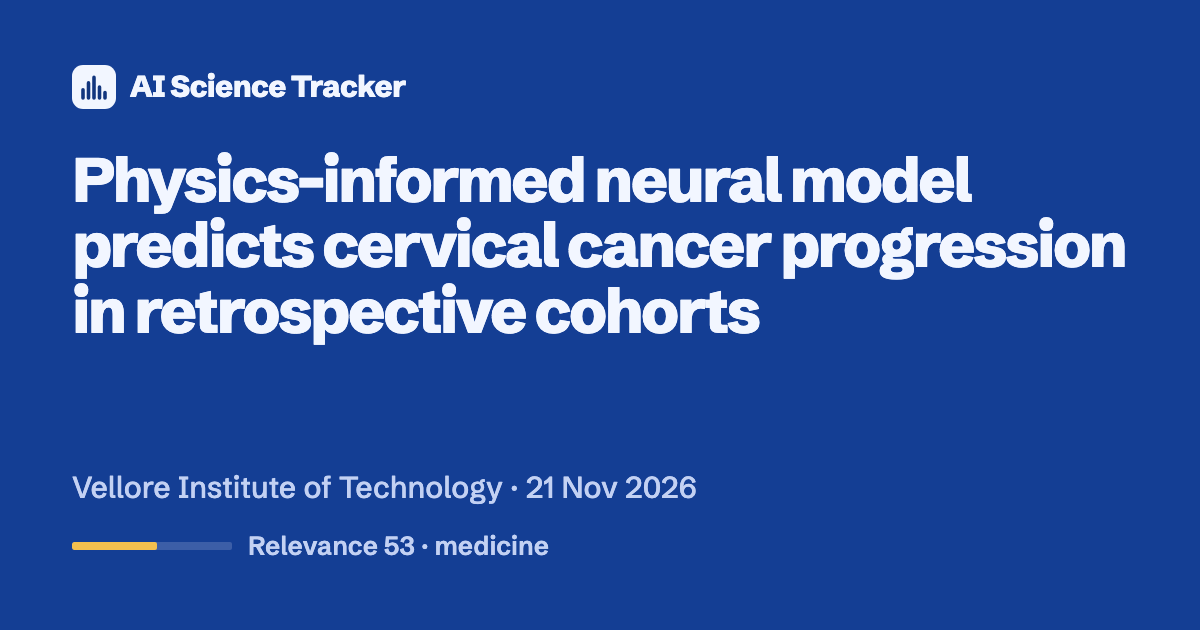 AI Science Tracker
Physics-informed neural model
predicts cervical cancer progression
in retrospective cohorts
Vellore Institute of Technology · 21 Nov 2026
Relevance 53 · medicine